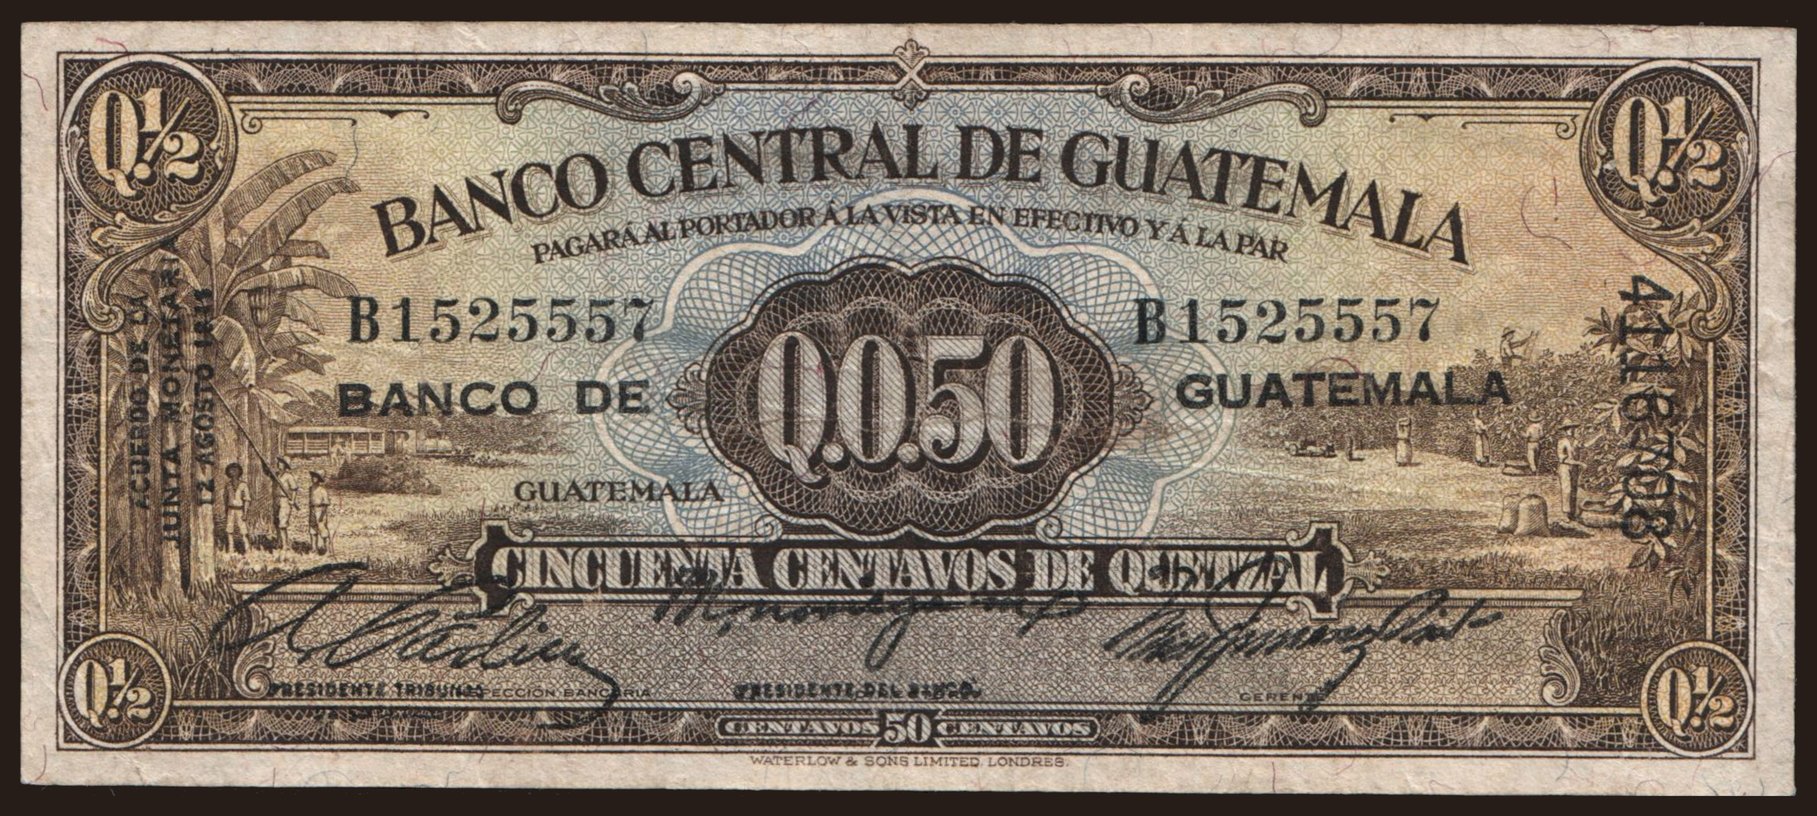 Q½ Q½
BANCO CENTRAL DE GUATEMALA
PAGARÁ AL PORTADOR Á LA VISTA EN EFECTIVO Y Á LA PAR
ACUERDO DE LA
JUNTA MONETARIA
12 AGOSTO 1946
B1525557 B1525557
BANCO DE GUATEMALA
Q.0.50
4118708
GUATEMALA
CINCUENTA CENTAVOS DE QUETZAL
PRESIDENTE TRIBUNAL PRESIDENTE DEL BANCO. GERENTE
Q½ CENTAVOS 50 CENTAVOS Q½
WATERLOW & SONS LIMITED, LONDRES.